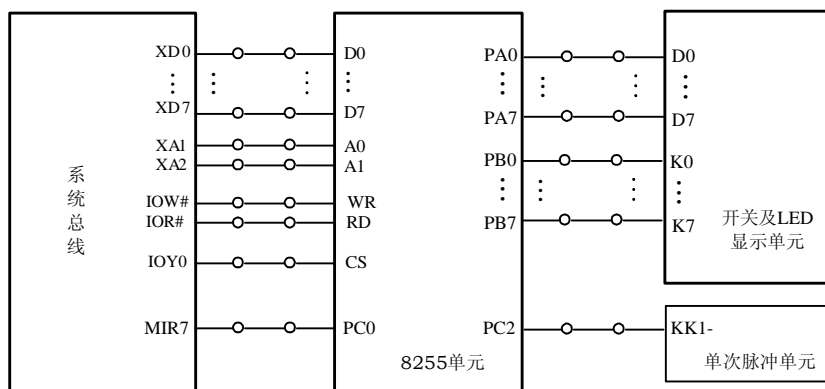 XD0
XD7
XA1
XA2
IOW#
IOR#
IOY0
MIR7
系统总线
D0
D7
A0
A1
WR
RD
CS
PC0
PA0
PA7
PB0
PB7
PC2
8255单元
D0
D7
K0
K7
开关及LED
显示单元
KK1-
单次脉冲单元